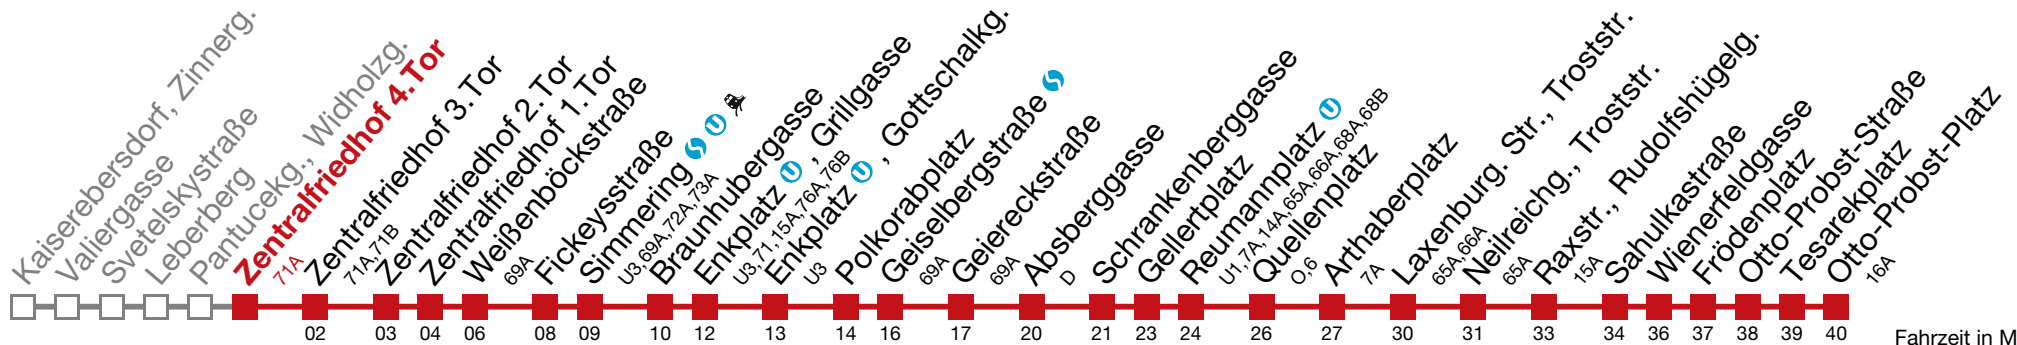 Kaiserebersdorf, Zinnerg.
Valiergasse
Svetelskystraße
Leberberg
Pantucekg., Widholzg.
Zentralfriedhof 4.Tor
71A
Zentralfriedhof 3.Tor
71A,71B
Zentralfriedhof 2.Tor
Zentralfriedhof 1.Tor
Weißenböckstraße
69A
Fickeysstraße
Simmering
U3,69A,72A,73A
Braunhubergasse
Enkplatz U, Grillgasse
U3,71,15A,76A,76B
Enkplatz U, Gottschalkg.
U3
Polkorabplatz
Geiselbergstraße
69A
Geiereckstraße
69A
Absberggasse
D
Schrankenberggasse
Gellertplatz
Reumannplatz U
U1,7A,14A,65A,66A,68A,68B
Quellenplatz
O,6
Arthaberplatz
7A
Laxenburg. Str., Troststr.
65A,66A
Neilreichg., Troststr.
65A
Raxstr., Rudolfshügelg.
15A
Sahulkastraße
Wienerfeldgasse
Frödenplatz
Otto-Probst-Straße
Tesarekplatz
Otto-Probst-Platz
16A
02 03 04 06 08 09 10 12 13 14 16 17 20 21 23 24 26 27 30 31 33 34 36 37 38 39 40 Fahrzeit in M